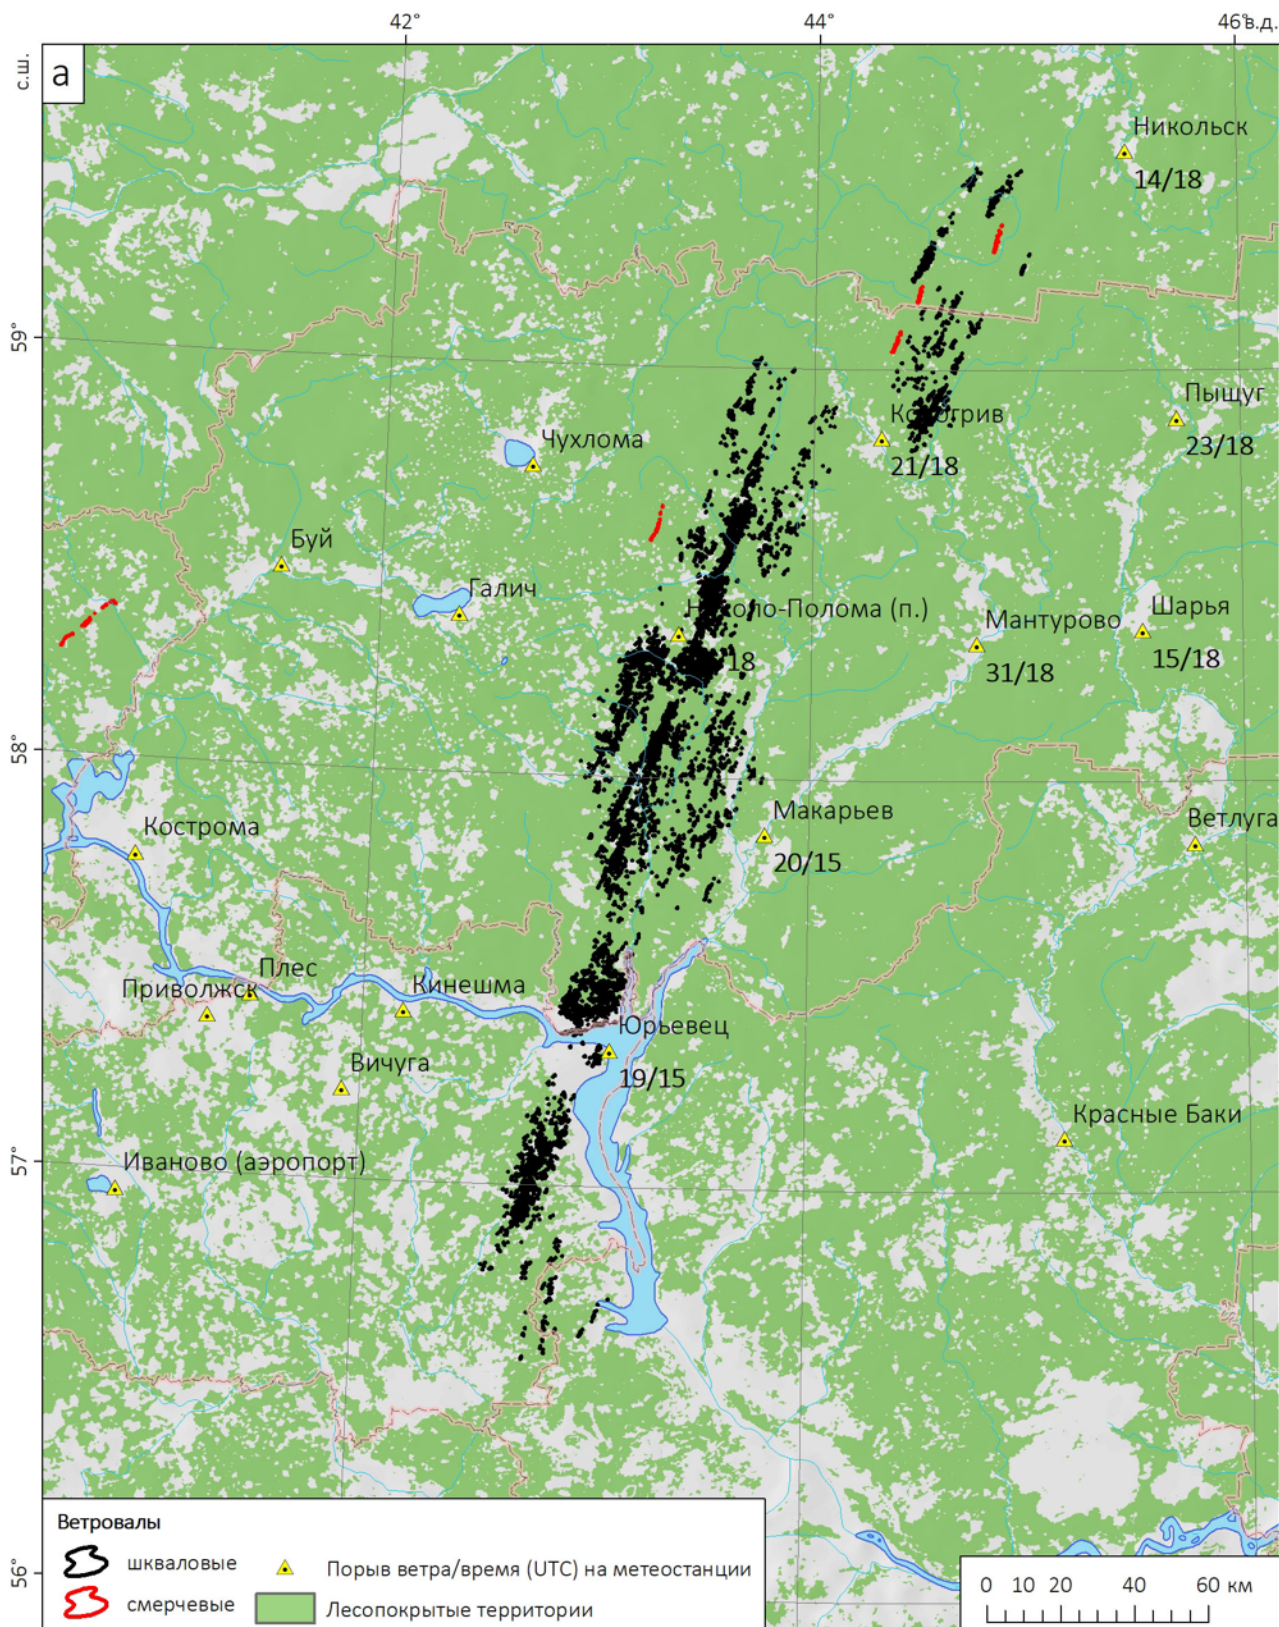 42°
44°
46°в.д.
с.ш.
а
Никольск
14/18
59°
Пыщуг
Кологрив
23/18
Чухлома
21/18
Буй
Галич
Николо-Полома (п.)
Шарья
Мантурово
18
15/18
31/18
58°
Макарьев
Ветлуга
Кострома
20/15
Плес
Приволжск
Кинешма
Юрьевец
Вичуга
19/15
Красные Баки
57°
Иваново (аэропорт)
Ветровалы
шкваловые
Порыв ветра/время (UTC) на метеостанции
смерчевые
Лесопокрытые территории
56°
0 10 20 40 60 км